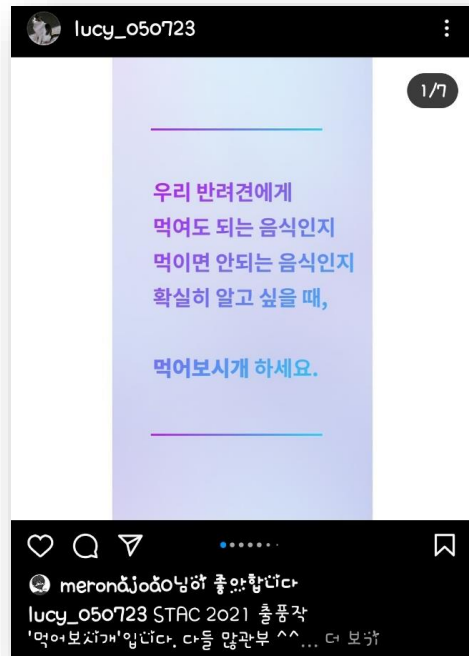 lucy_050723
1/7
우리 반려견에게
먹여도 되는 음식인지
먹이면 안되는 음식인지
확실히 알고 싶을 때,
먹어보시개 하세요.
meronajoao님이 좋아합니다
lucy_050723 STAC 2021 출품작
'먹어보시개'입니다. 다들 많관부 ^^... 더 보기